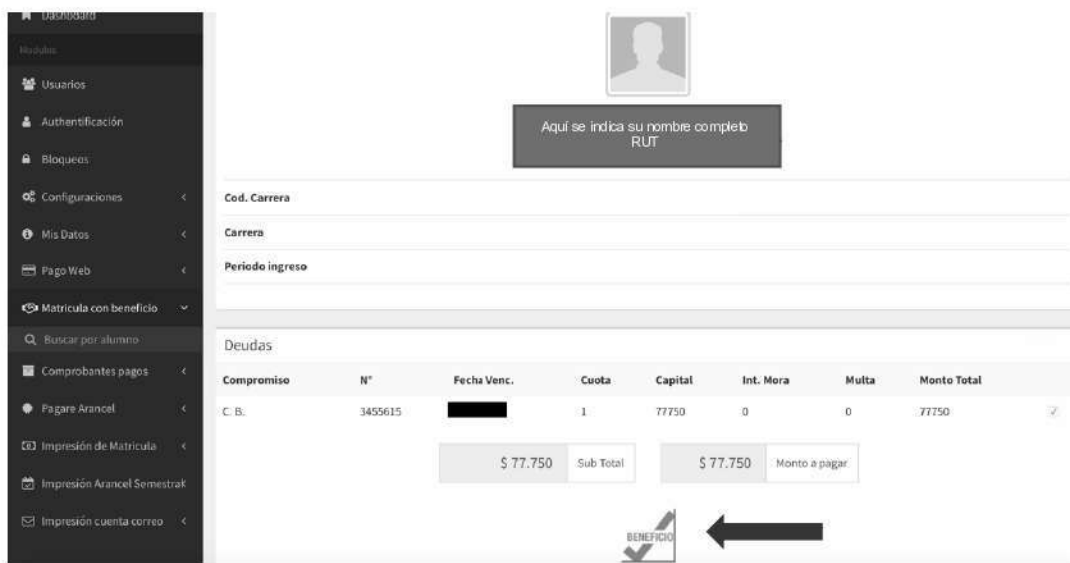 Dashboard
Modulos
Usuarios
Authentificación
Bloqueos
Configuraciones
Mis Datos
Pago Web
Matricula con beneficio
Buscar por alumno
Comprobantes pagos
Pagare Arancel
Impresión de Matricula
Impresión Arancel Semestral
Impresión cuenta correo
Aquí se indica su nombre completo
RUT
Cod. Carrera
Carrera
Periodo ingreso
Deudas
Compromiso N° Fecha Venc. Cuota Capital Int. Mora Multa Monto Total
C. B. 3455615 1 77750 0 0 77750
$ 77.750 Sub Total $ 77.750 Monto a pagar
BENEFICIO